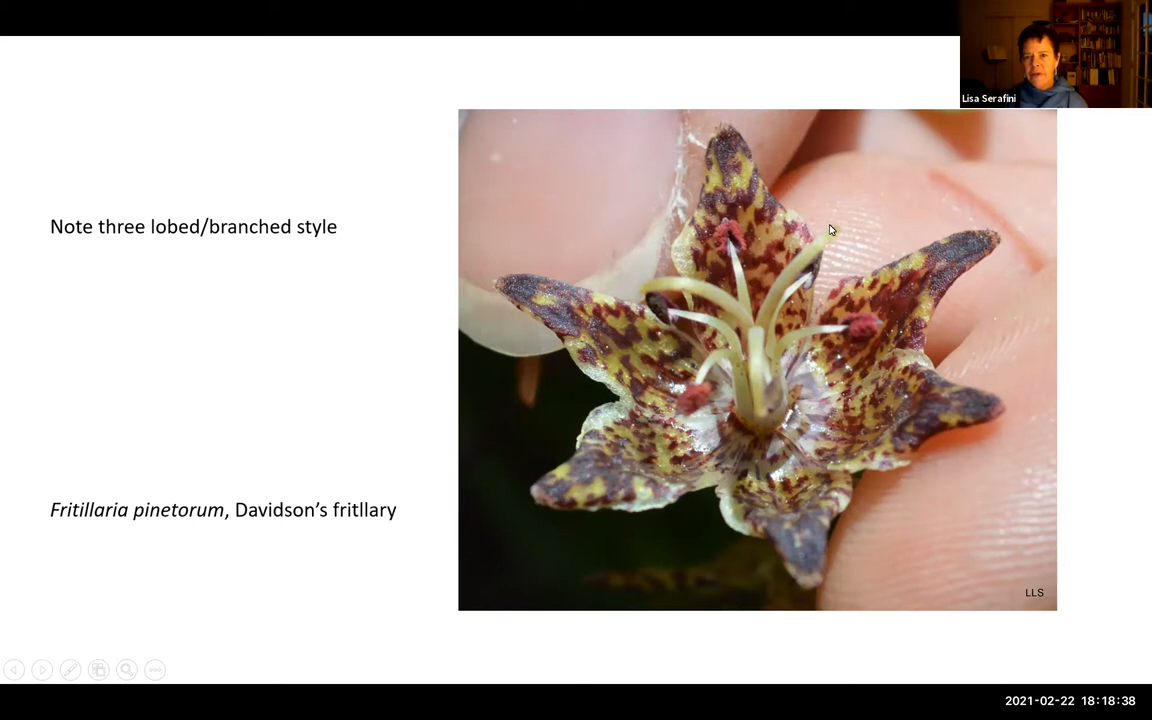 Lisa Serafini
Note three lobed/branched style
Fritillaria pinetorum, Davidson’s fritllary
LLS
2021-02-22 18:18:38